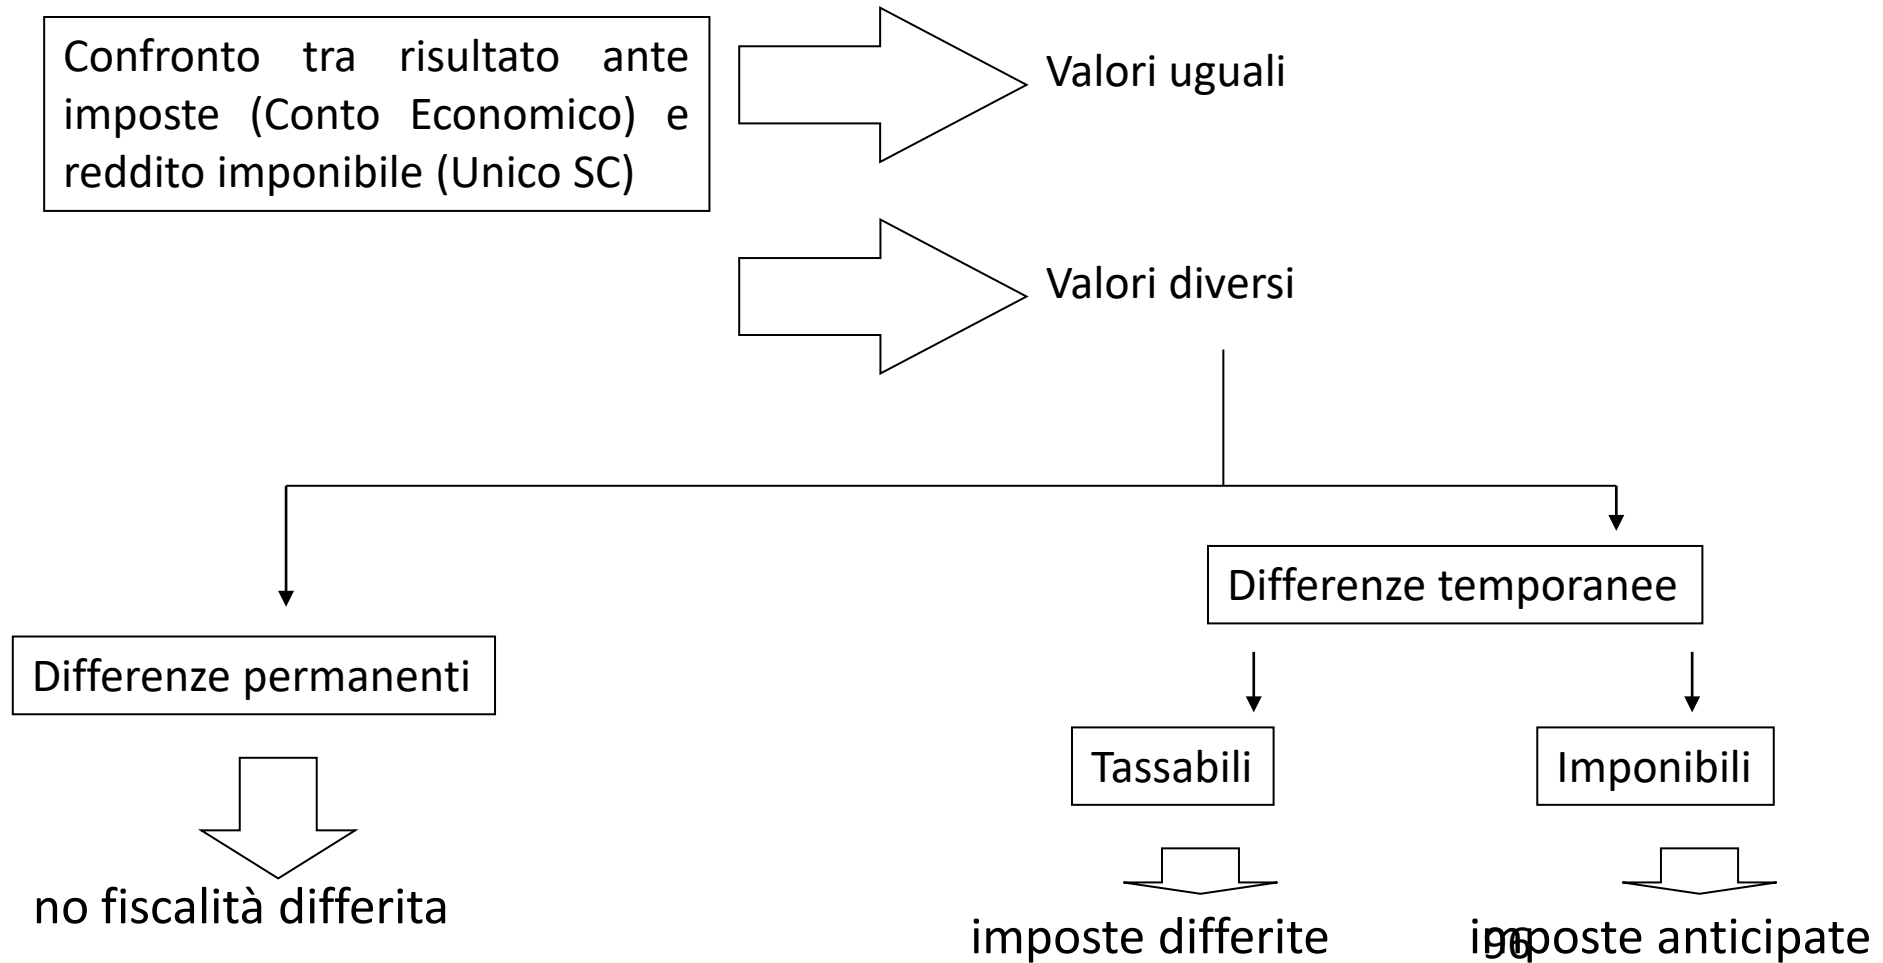 Confronto tra risultato ante
imposte (Conto Economico) e
reddito imponibile (Unico SC)
Valori uguali
Valori diversi
Differenze temporanee
Differenze permanenti
Tassabili
Imponibili
no fiscalità differita
imposte differite
imposte anticipate
96